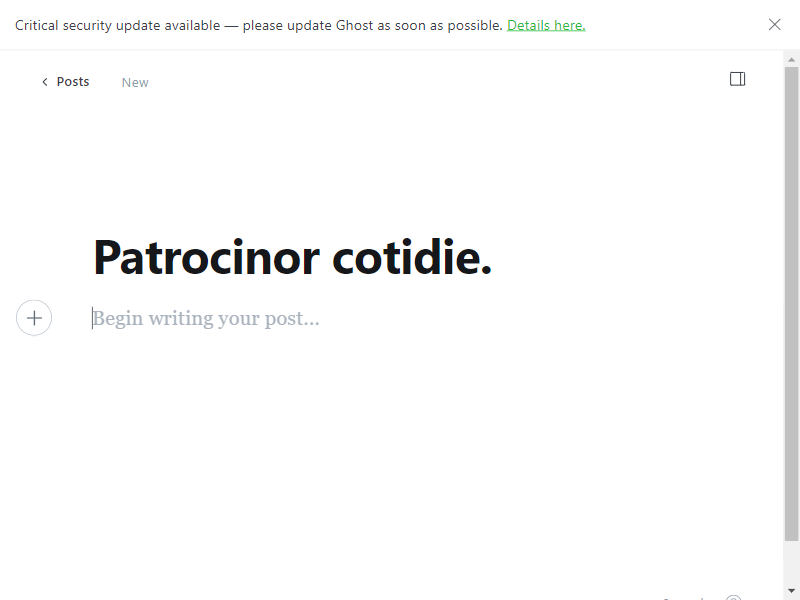 Critical security update available — please update Ghost as soon as possible. Details here.
Posts
New
Patrocinor cotidie.
Begin writing your post...